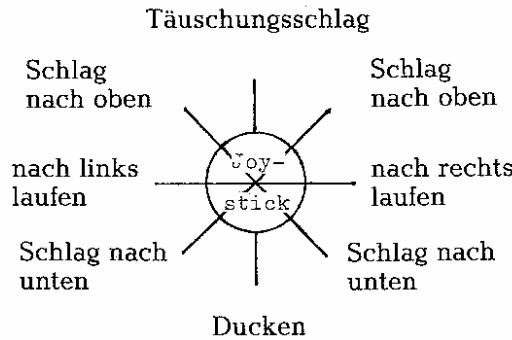 Täuschungsschlag
Schlag
nach oben
Schlag
nach oben
nach links
laufen
Joy-
stick
nach rechts
laufen
Schlag nach
unten
Schlag nach
unten
Ducken